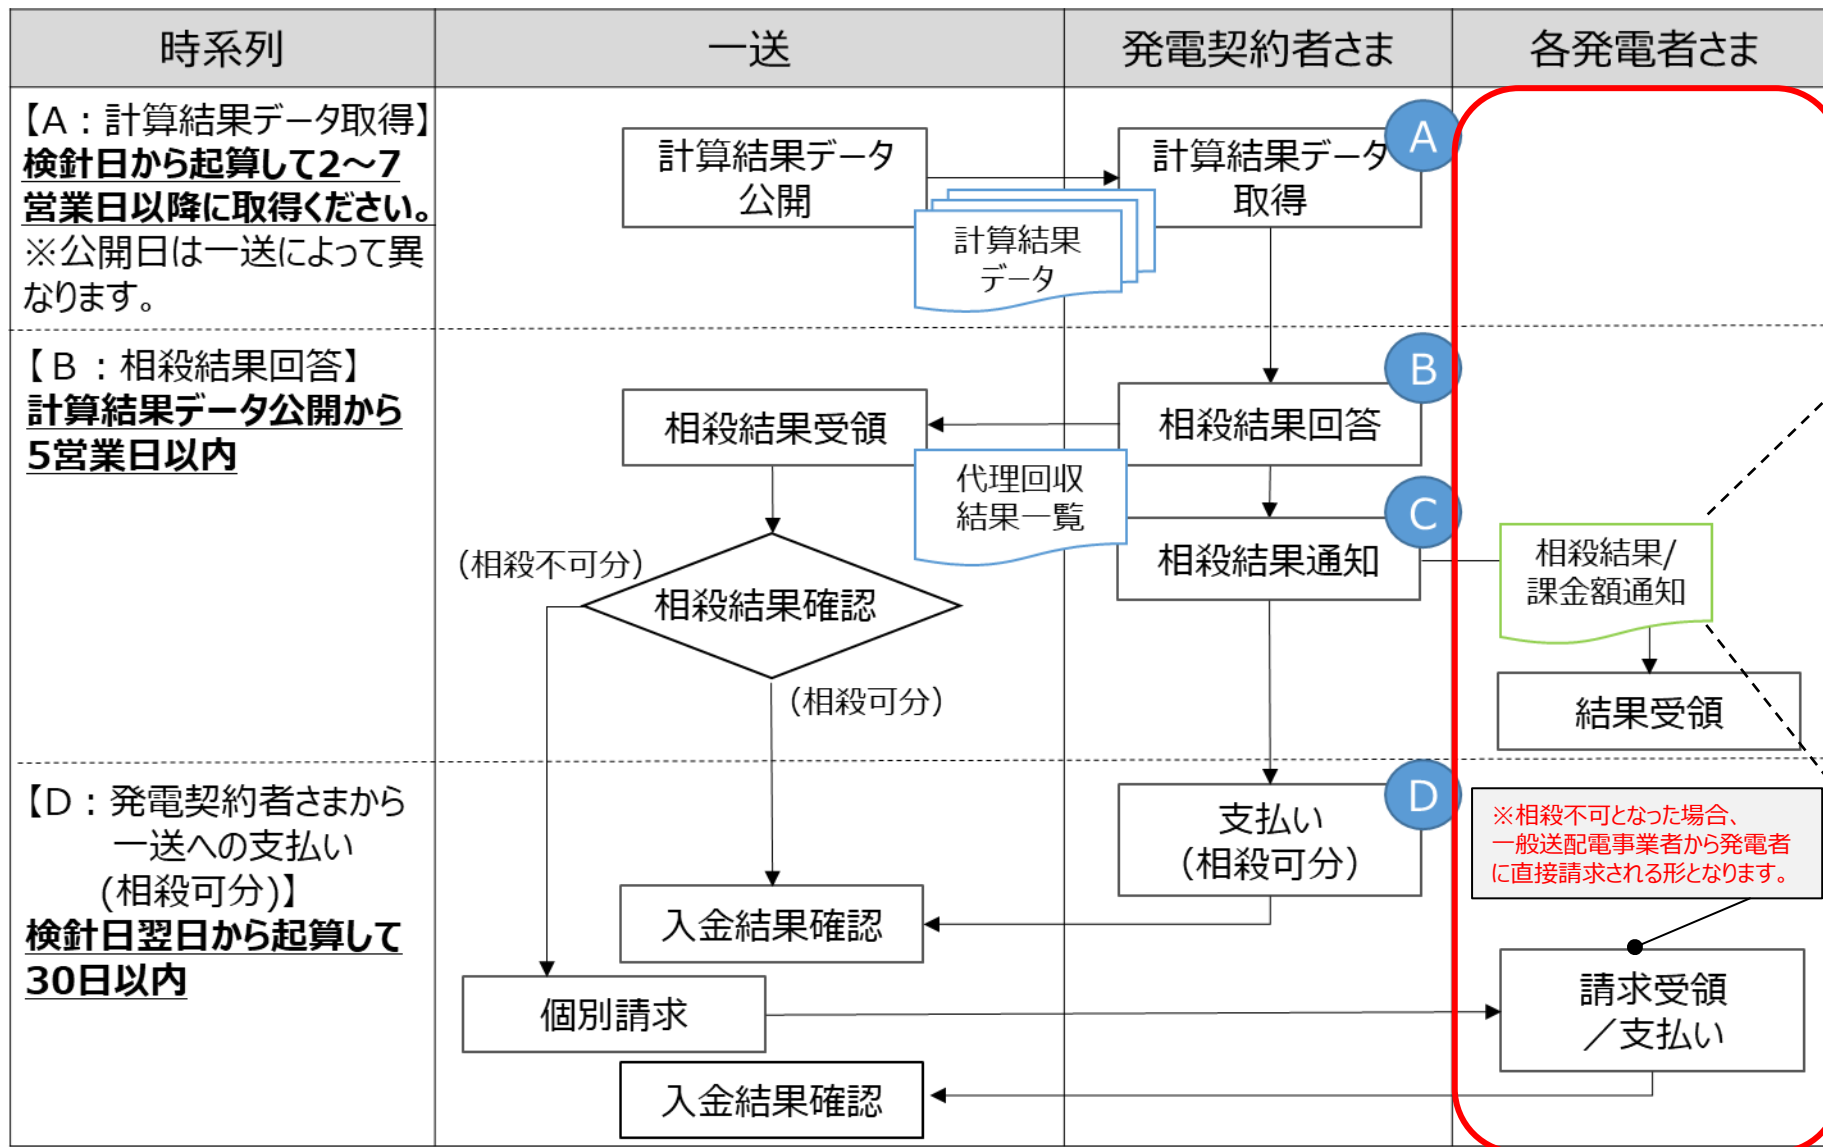 時系列
一送
発電契約者さま
各発電者さま
【A：計算結果データ取得】
検針日から起算して2～7
営業日以降に取得ください。
※公開日は一送によって異
なります。
計算結果データ
公開
計算結果データ
取得
A
計算結果
データ
【B：相殺結果回答】
計算結果データ公開から
5営業日以内
相殺結果受領
相殺結果回答
B
代理回収
結果一覧
相殺結果通知
C
相殺結果/
課金額通知
(相殺不可分)
相殺結果確認
(相殺可分)
結果受領
【D：発電契約者さまから
一送への支払い
(相殺可分)】
検針日翌日から起算して
30日以内
支払い
(相殺可分)
D
※相殺不可となった場合、
一般送配電事業者から発電者
に直接請求される形となります。
入金結果確認
個別請求
請求受領
／支払い
入金結果確認